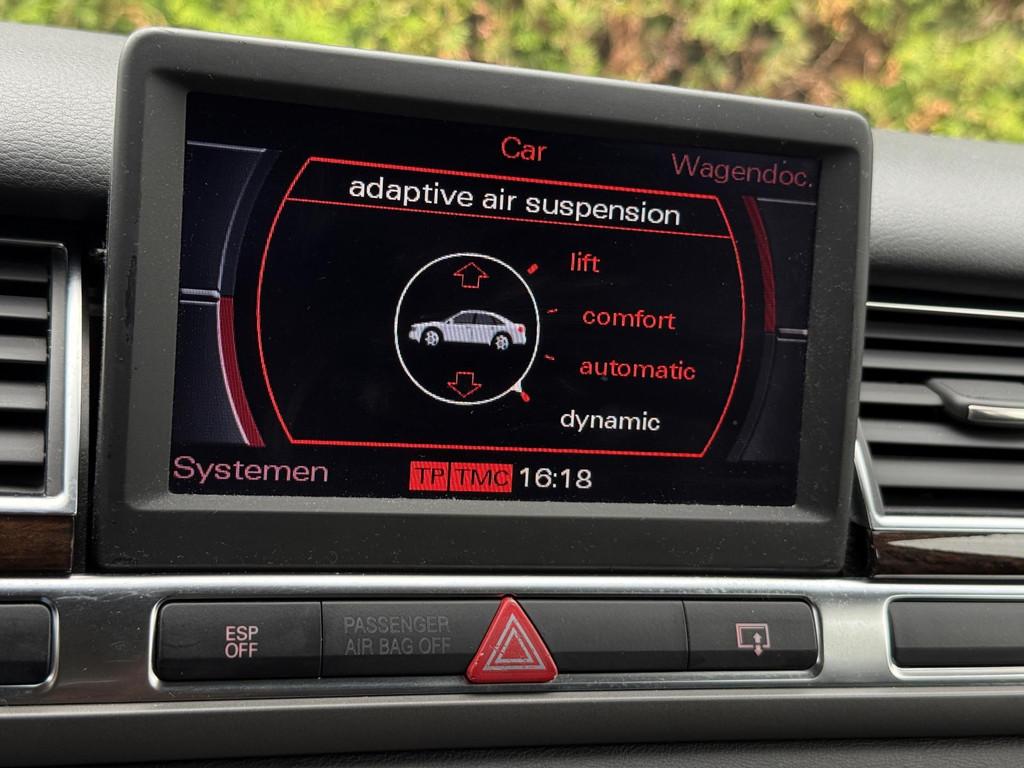 Car
Wagendoc.
adaptive air suspension
lift
comfort
automatic
dynamic
Systemen
TP TMC 16:18
ESP
OFF
PASSENGER
AIR BAG OFF